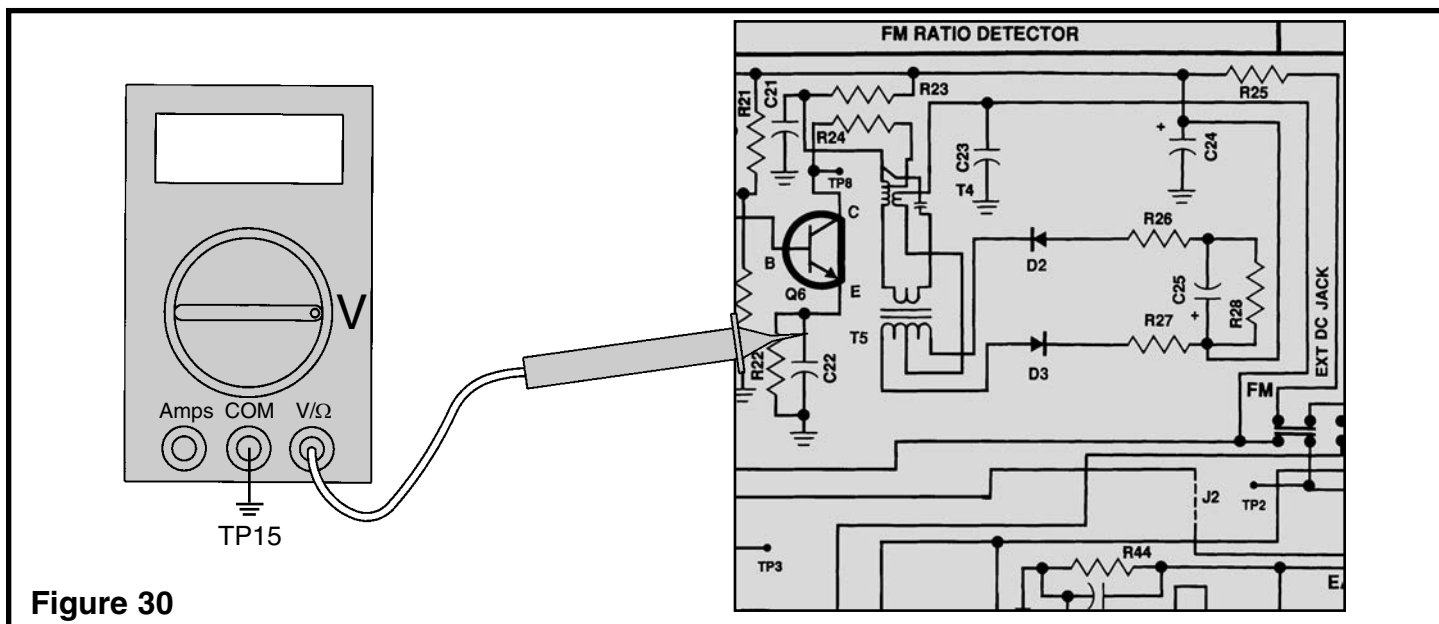 FM RATIO DETECTOR
R21
C21
R23
R24
R25
TP8
C23
T4
+
C24
C
B
E
Q6
R26
D2
C25
+
R28
R27
D3
T5
R22
C22
EXT DC JACK
FM
J2
TP2
TP3
R44
V
Amps COM V/Ω
TP15
Figure 30